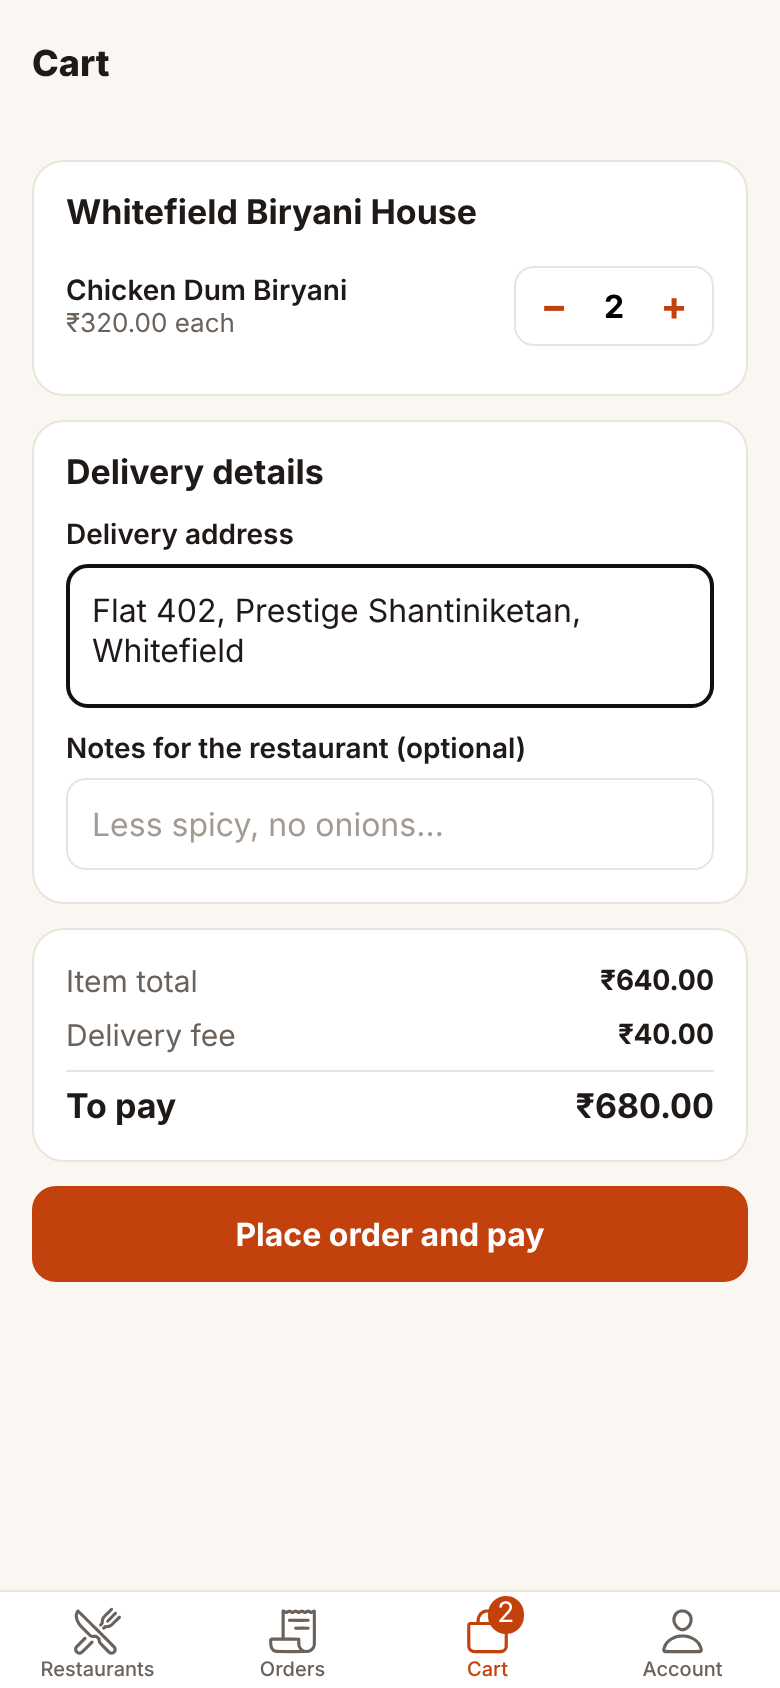 Cart
Whitefield Biryani House
Chicken Dum Biryani
₹320.00 each
− 2 +
Delivery details
Delivery address
Flat 402, Prestige Shantiniketan,
Whitefield
Notes for the restaurant (optional)
Less spicy, no onions...
Item total ₹640.00
Delivery fee ₹40.00
To pay ₹680.00
Place order and pay
2
Restaurants Orders Cart Account